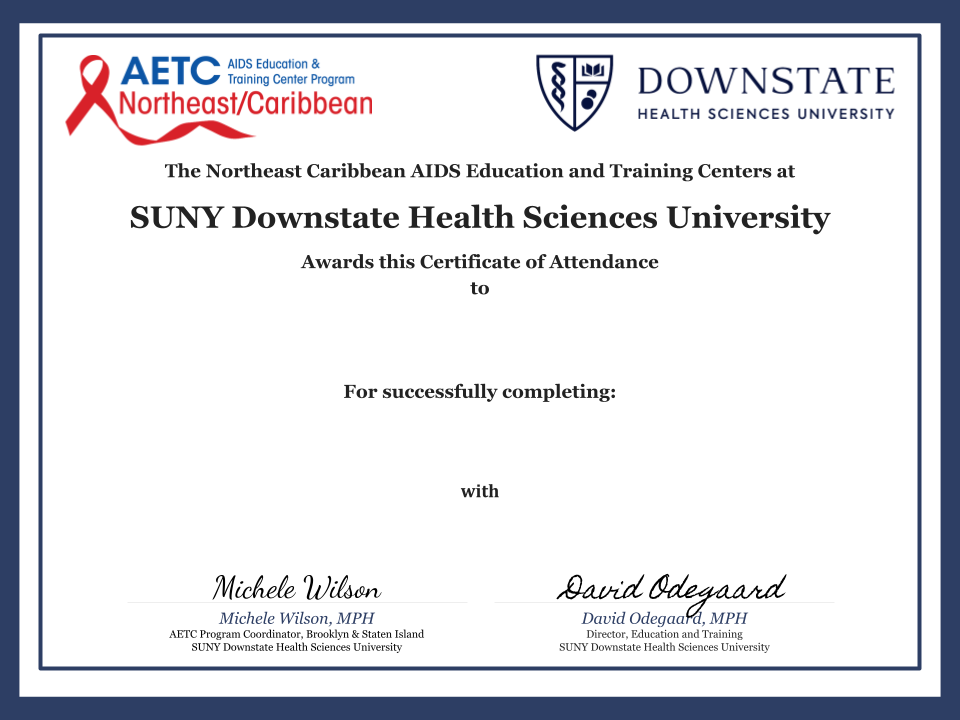 AETC AIDS Education &
Training Center Program
Northeast/Caribbean
DOWNSTATE
HEALTH SCIENCES UNIVERSITY
The Northeast Caribbean AIDS Education and Training Centers at
SUNY Downstate Health Sciences University
Awards this Certificate of Attendance
to
For successfully completing:
with
Michele Wilson
Michele Wilson, MPH
AETC Program Coordinator, Brooklyn & Staten Island
SUNY Downstate Health Sciences University
David Odegaard
David Odegaard, MPH
Director, Education and Training
SUNY Downstate Health Sciences University